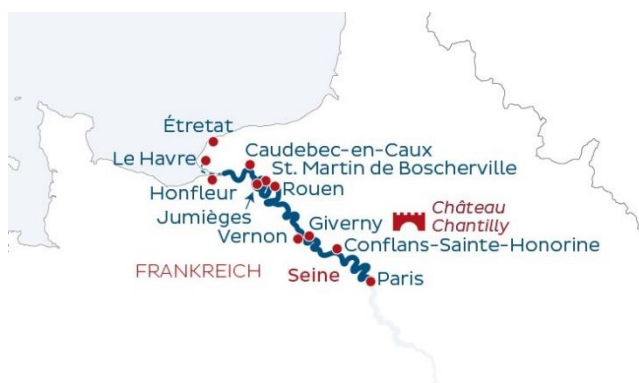 Étretat
Le Havre
Caudebec-en-Caux
St. Martin de Boscherville
Honfleur
Rouen
Jumièges
Giverny
Château
Chantilly
Vernon
Conflans-Sainte-Honorine
FRANKREICH
Seine
Paris